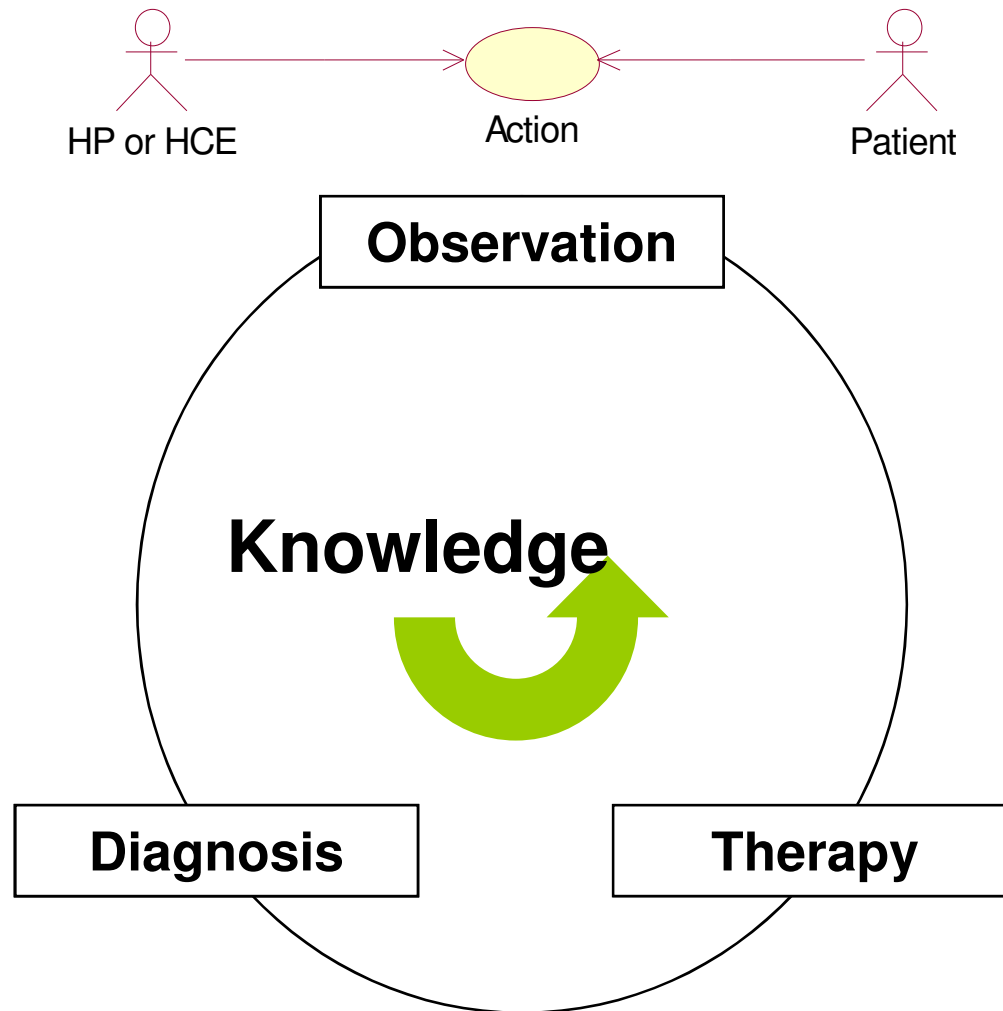 HP or HCE
Action
Patient
Observation
Knowledge
Diagnosis
Therapy